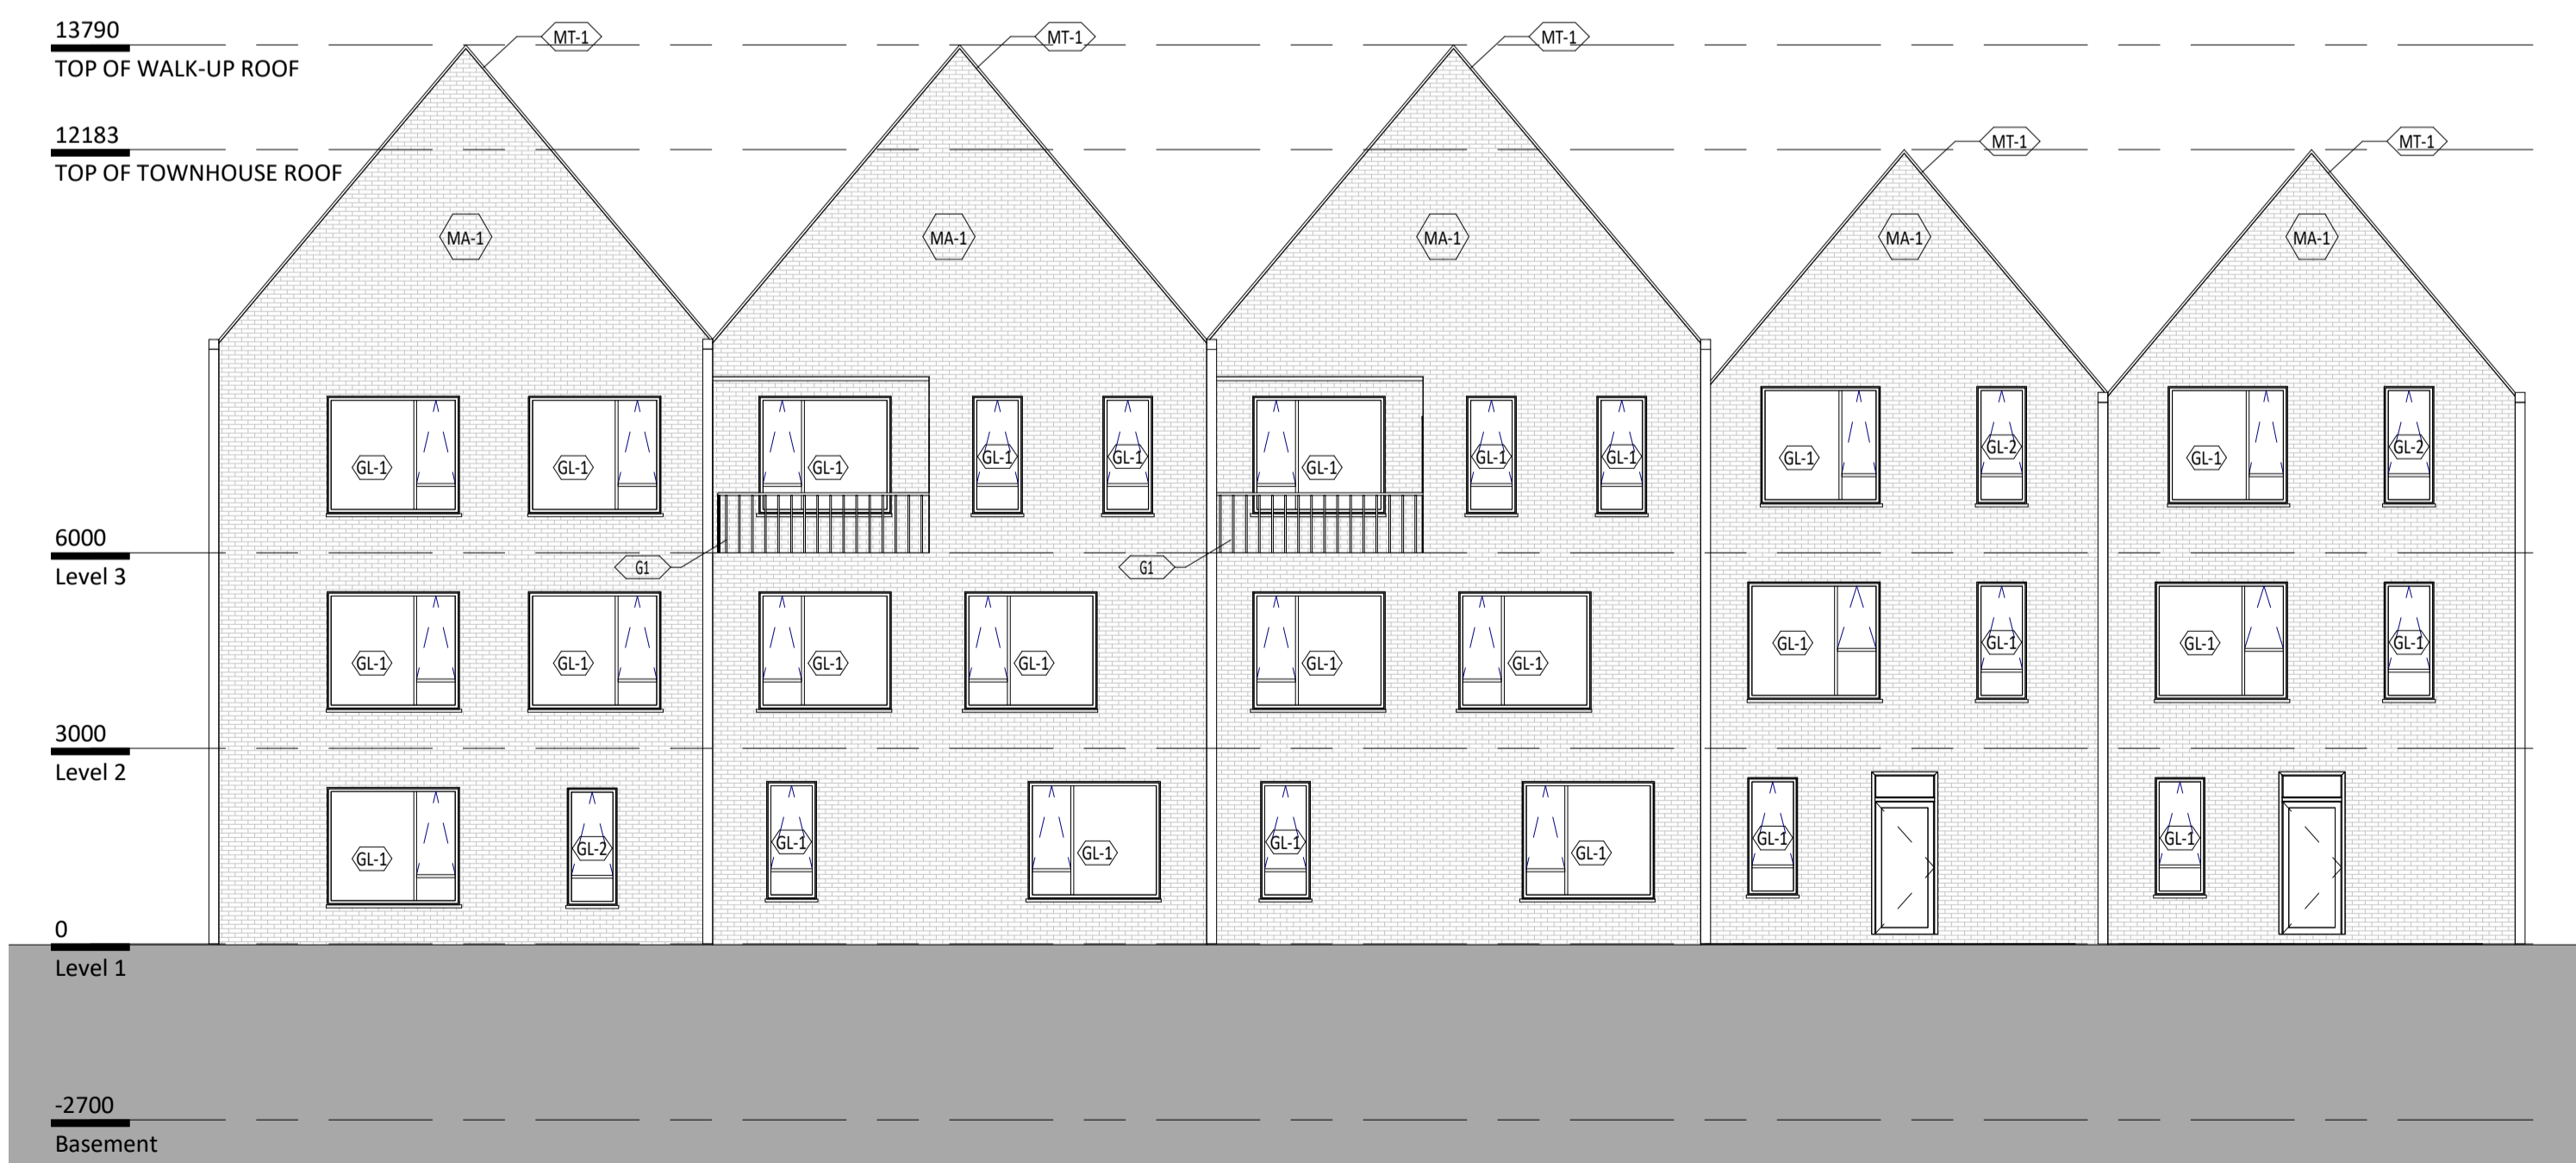 13790
TOP OF WALK-UP ROOF
MT-1 MT-1 MT-1
12183
TOP OF TOWNHOUSE ROOF
MT-1 MT-1
MA-1 MA-1 MA-1 MA-1 MA-1
GL-1 GL-1 GL-1 GL-1 GL-1 GL-1 GL-1 GL-1 GL-1 GL-2 GL-1 GL-2
6000
Level 3
G1 G1
GL-1 GL-1 GL-1 GL-1 GL-1 GL-1 GL-1 GL-1 GL-1 GL-1
3000
Level 2
GL-1 GL-2 GL-1 GL-1 GL-1 GL-1 GL-1 GL-1
0
Level 1
-2700
Basement